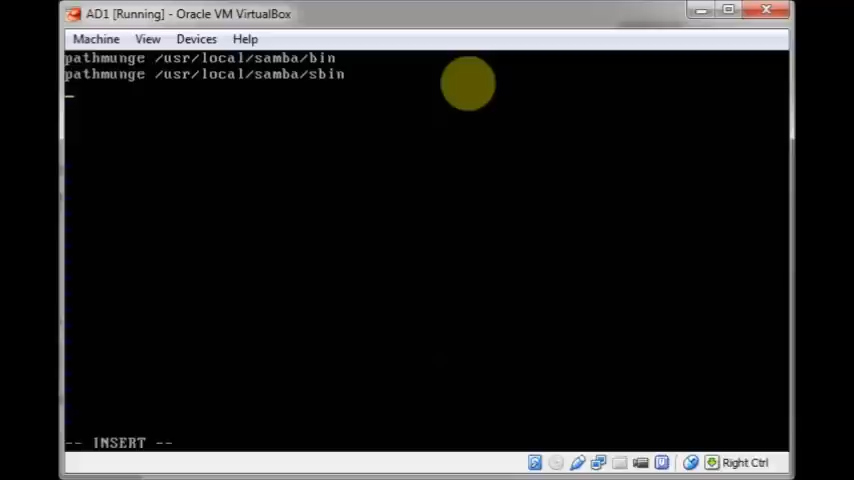 AD1 [Running] - Oracle VM VirtualBox
Machine View Devices Help
pathmunge /usr/local/samba/bin
pathmunge /usr/local/samba/sbin
-- INSERT --
Right Ctrl